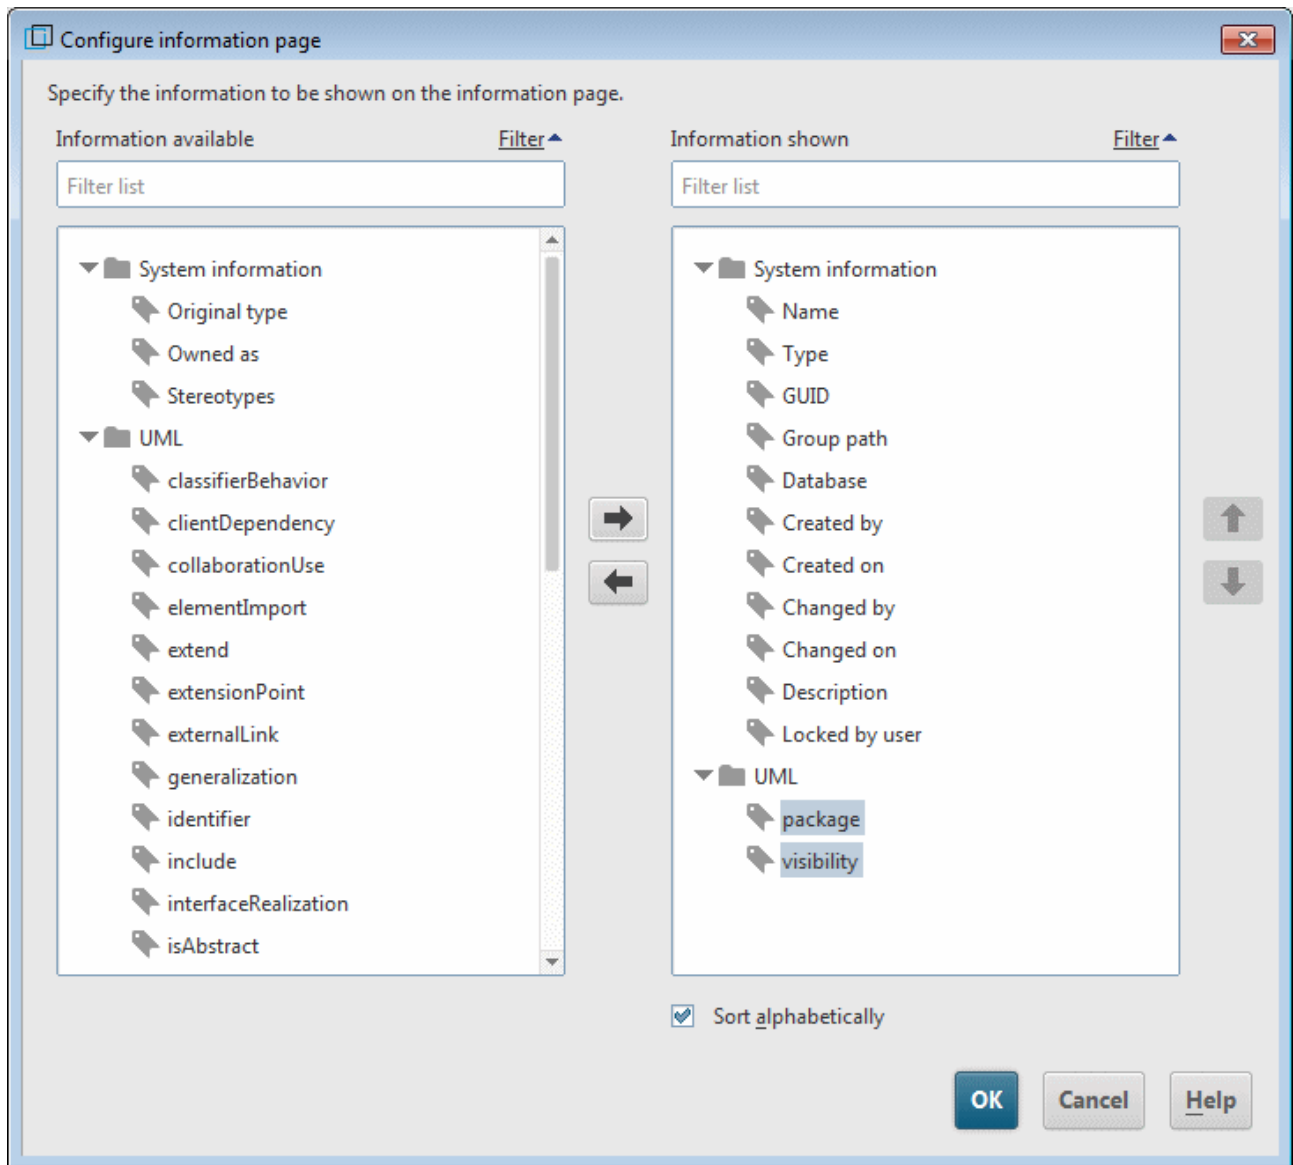 Configure information page
Specify the information to be shown on the information page.
Information available
Filter
Filter list
System information
Original type
Owned as
Stereotypes
UML
classifierBehavior
clientDependency
collaborationUse
elementImport
extend
extensionPoint
externalLink
generalization
identifier
include
interfaceRealization
isAbstract
Information shown
Filter
Filter list
System information
Name
Type
GUID
Group path
Database
Created by
Created on
Changed by
Changed on
Description
Locked by user
UML
package
visibility
Sort alphabetically
OK
Cancel
Help